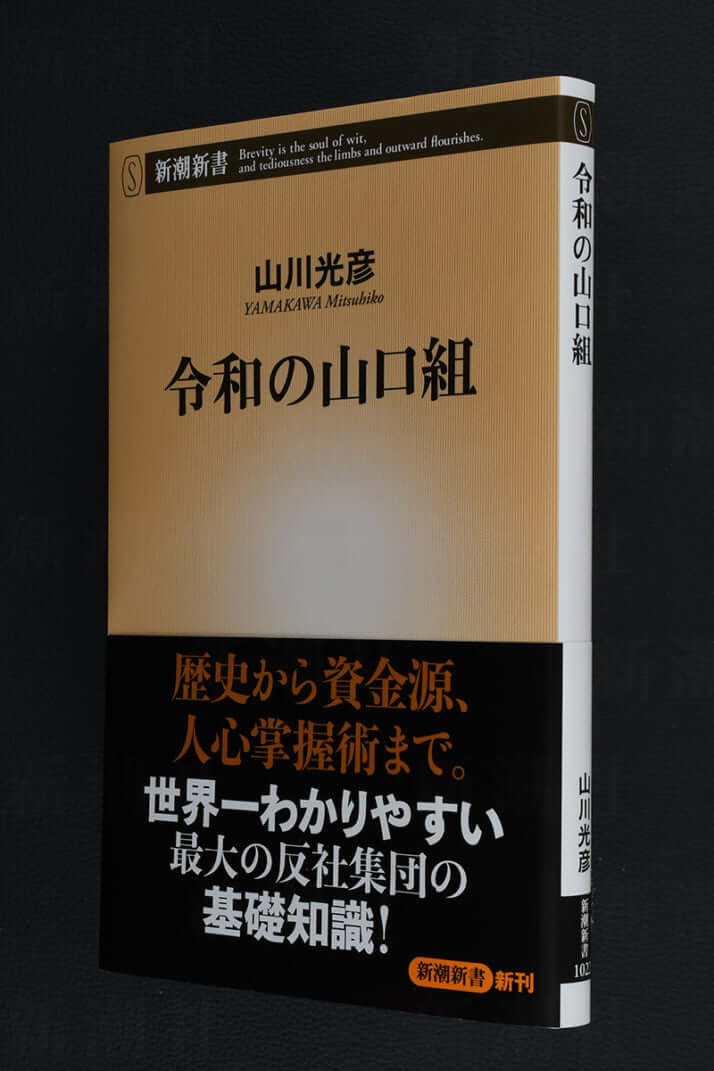 S
新潮新書
Brevity is the soul of wit,
and tediousness the limbs and outward flourishes.
山川光彦
YAMAKAWA Mitsuhiko
令和の山口組
歴史から資金源、
人心掌握術まで。
世界一わかりやすい
最大の反社集団の
基礎知識!
新潮新書 新刊
S
令和の山口組
山川光彦
新潮新書